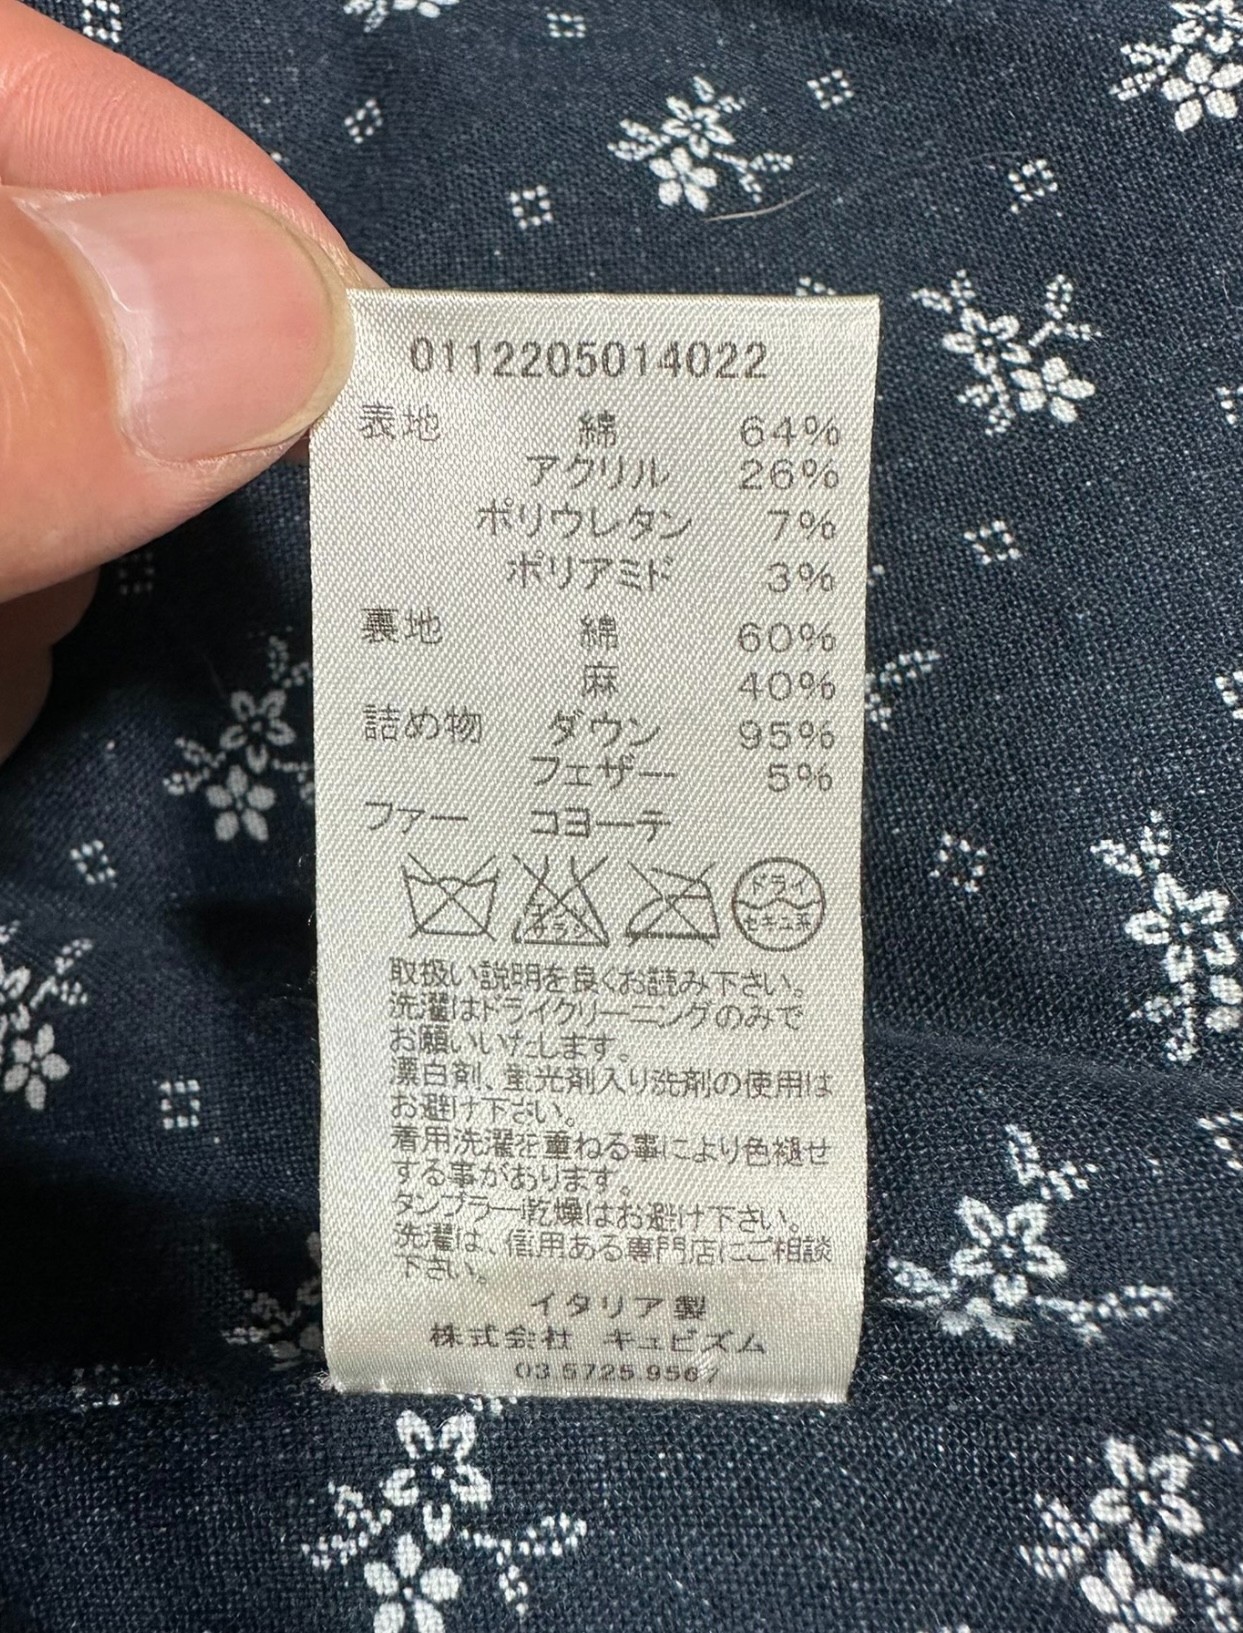 0112205014022
表地 綿 64%
アクリル 26%
ポリウレタン 7%
ポリアミド 3%
裏地 綿 60%
麻 40%
詰め物 ダウン 95%
フェザー 5%
ファー コヨーテ
エンソサラシ
ドライ
セキユ系
取扱い説明を良くお読み下さい。
洗濯はドライクリーニングのみで
お願いいたします。
漂白剤、蛍光剤入り洗剤の使用は
お避け下さい。
着用洗濯を重ねる事により色褪せ
する事があります。
タンブラー乾燥はお避け下さい。
洗濯は、信用ある専門店にご相談
下さい。
イタリア製
株式会社 キュビズム
03 5725 9567